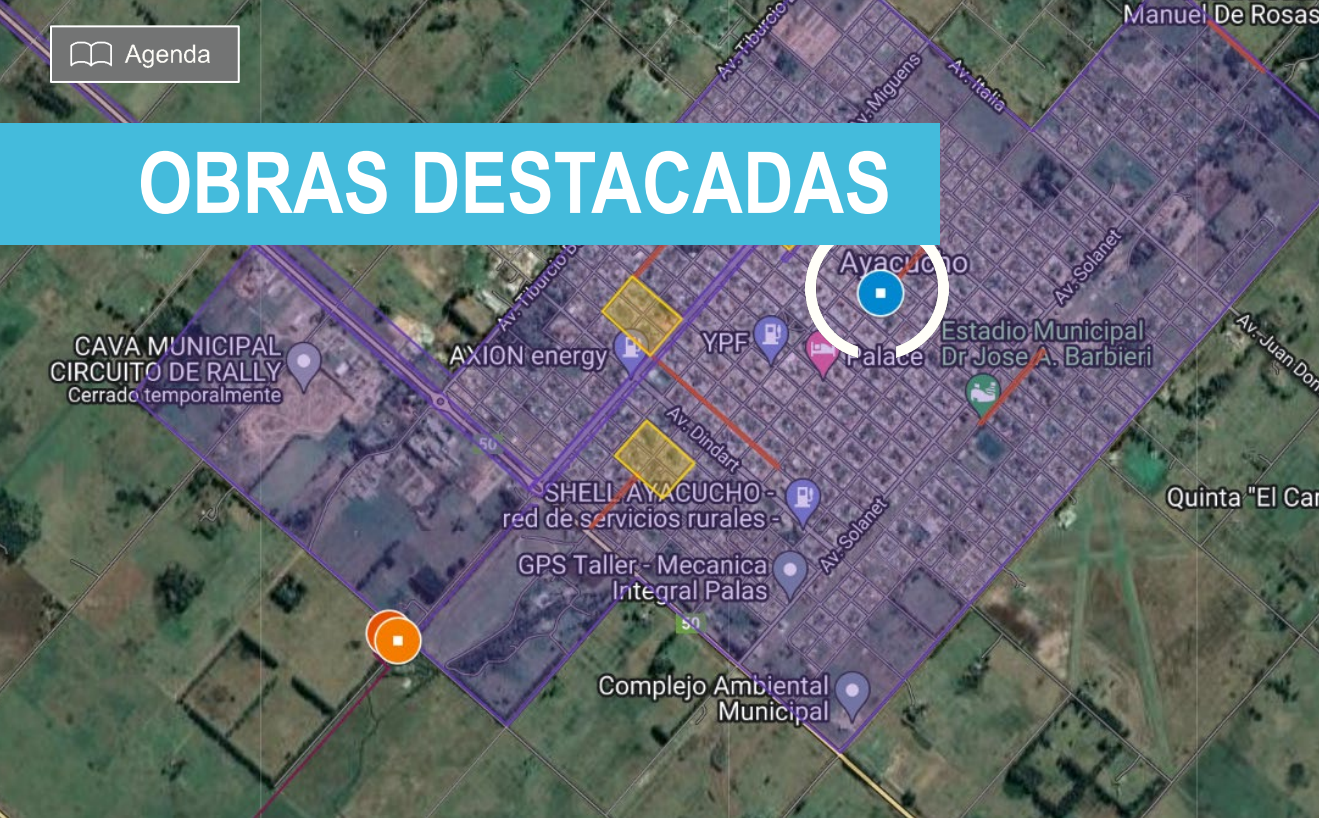 Manuel De Rosas
Agenda
Av. Tiburcio
Av. Miguens
Av. Italia
OBRAS DESTACADAS
Av. Tiburcio
Ayacucho
Av. Solanet
CAVA MUNICIPAL
CIRCUITO DE RALLY
Cerrado temporalmente
AXION energy
YPF
Palace
Estadio Municipal
Dr Jose A. Barbieri
Av. Juan Dom
50
Av. Dindart
SHELL AYACUCHO -
red de servicios rurales -
Quinta "El Car
Av. Solanet
GPS Taller - Mecanica
Integral Palas
50
Complejo Ambiental
Municipal